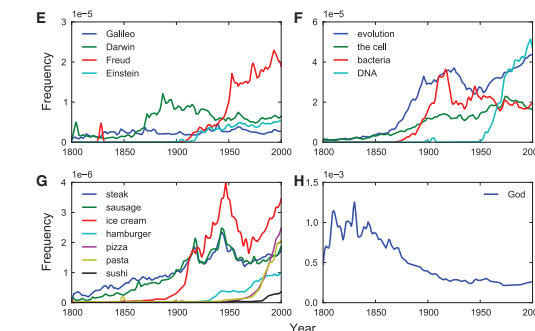 E
1e−5
3
2
1
0
Frequency
Galileo
Darwin
Freud
Einstein
1800 1850 1900 1950 2000
F
1e−5
6
4
2
0
evolution
the cell
bacteria
DNA
1800 1850 1900 1950 2000
G
1e−6
5
4
3
2
1
0
Frequency
steak
sausage
ice cream
hamburger
pizza
pasta
sushi
1800 1850 1900 1950 2000
H
1e−3
1.5
1.0
0.5
0.0
God
1800 1850 1900 1950 2000
Year